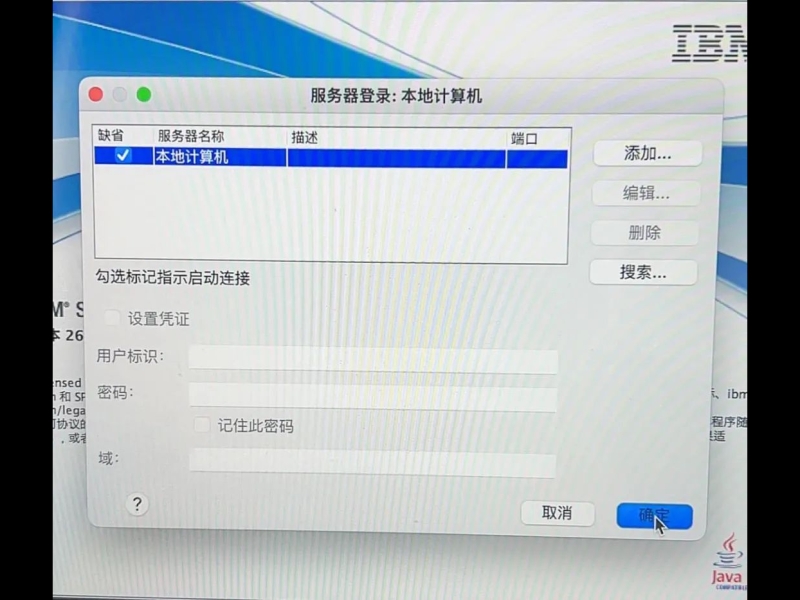 IBM
服务器登录: 本地计算机
缺省 服务器名称 描述 端口
本地计算机
添加...
编辑...
删除
搜索...
勾选标记指示启动连接
设置凭证
用户标识:
密码:
记住此密码
域:
?
取消
确定
M® S
本 26
ensed
n 和 SP
n/lega
可协议的
, 或者
、ibm
程序随
适
Java
COMPATIBLE